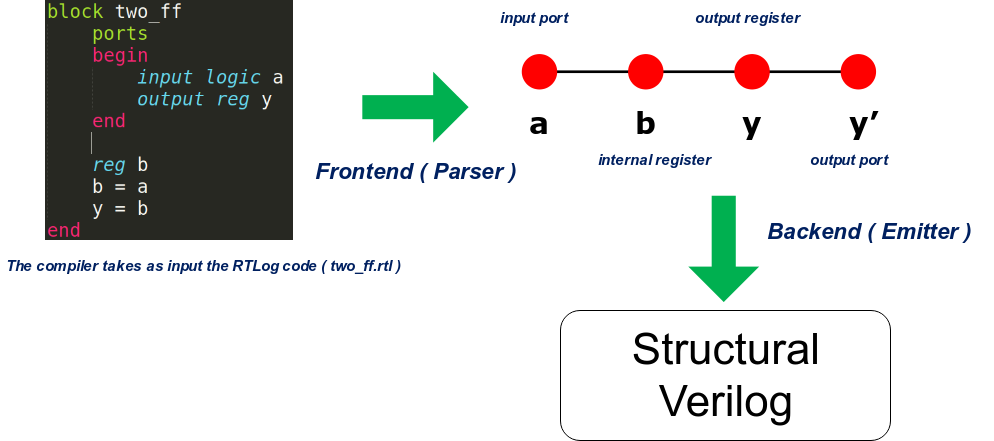 block two_ff
ports
begin
input logic a
output reg y
end
reg b
b = a
y = b
end
The compiler takes as input the RTLog code ( two_ff.rtl )
Frontend ( Parser )
input port
output register
a
b
y
y’
internal register
output port
Backend ( Emitter )
Structural
Verilog